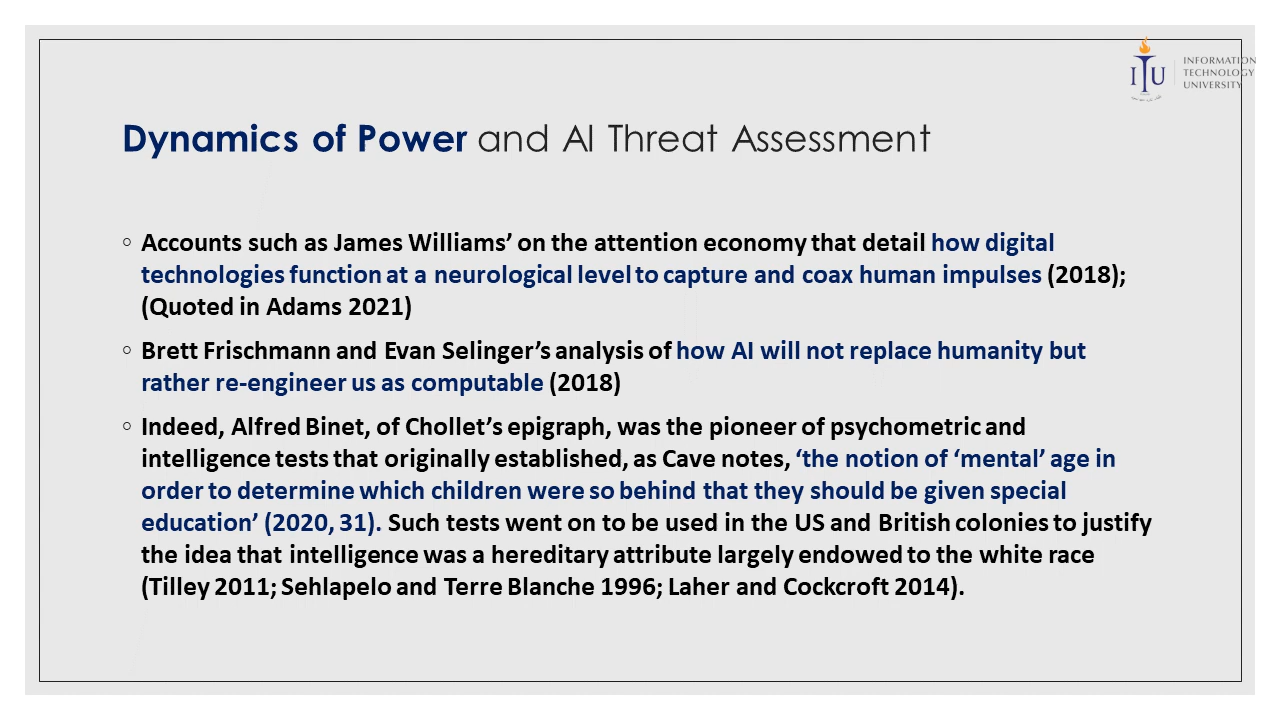 ITU
INFORMATION
TECHNOLOGY
UNIVERSITY
Dynamics of Power and AI Threat Assessment
◦ Accounts such as James Williams’ on the attention economy that detail how digital
technologies function at a neurological level to capture and coax human impulses (2018);
(Quoted in Adams 2021)
◦ Brett Frischmann and Evan Selinger’s analysis of how AI will not replace humanity but
rather re-engineer us as computable (2018)
◦ Indeed, Alfred Binet, of Chollet’s epigraph, was the pioneer of psychometric and
intelligence tests that originally established, as Cave notes, ‘the notion of ‘mental’ age in
order to determine which children were so behind that they should be given special
education’ (2020, 31). Such tests went on to be used in the US and British colonies to justify
the idea that intelligence was a hereditary attribute largely endowed to the white race
(Tilley 2011; Sehlapelo and Terre Blanche 1996; Laher and Cockcroft 2014).